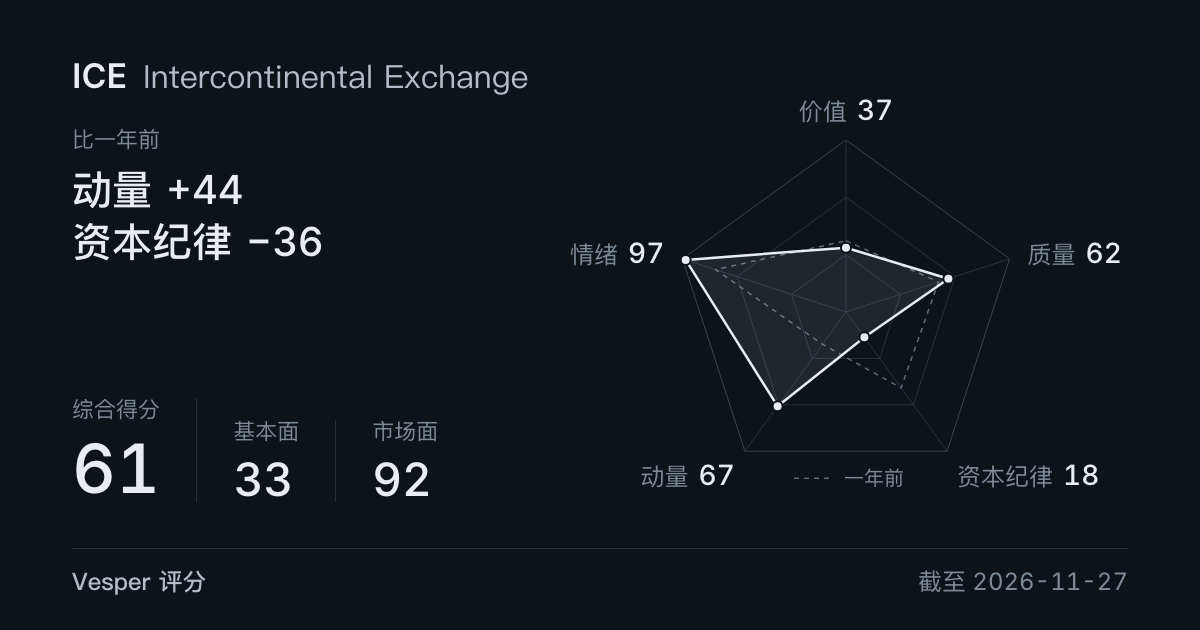 ICE Intercontinental Exchange
比一年前
动量 +44
资本纪律 −36
价值 37
情绪 97
质量 62
动量 67
一年前
资本纪律 18
综合得分
61
基本面
33
市场面
92
Vesper 评分
截至 2026-11-27